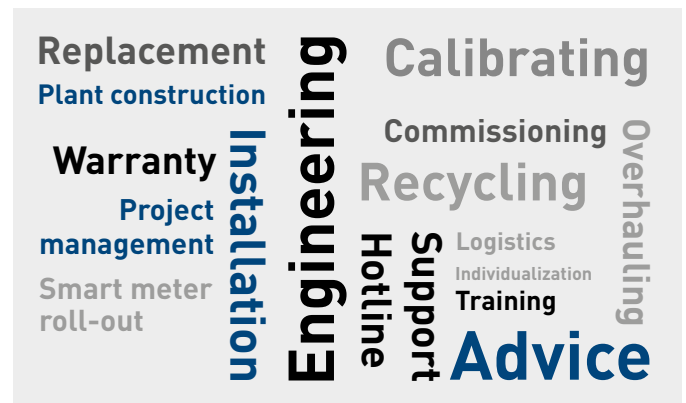 Replacement
Plant construction
Warranty
Project
management
Smart meter
roll-out
Installation
Engineering
Calibrating
Commissioning
Recycling
Overhauling
Hotline
Support
Logistics
Individualization
Training
Advice